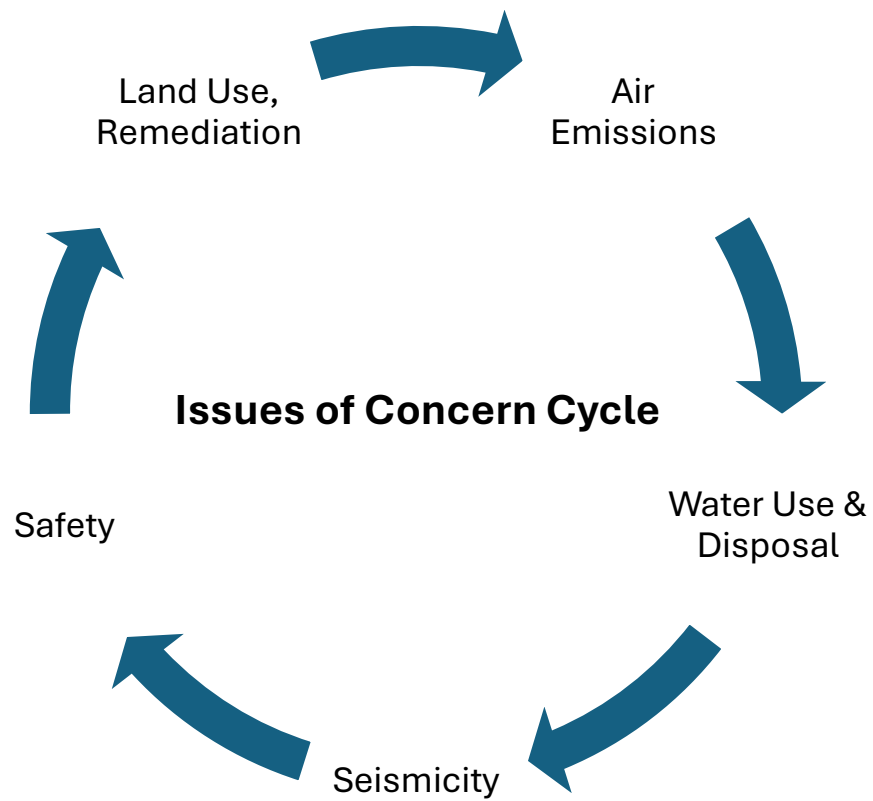 Land Use,
Remediation
Air
Emissions
Issues of Concern Cycle
Water Use &
Disposal
Safety
Seismicity